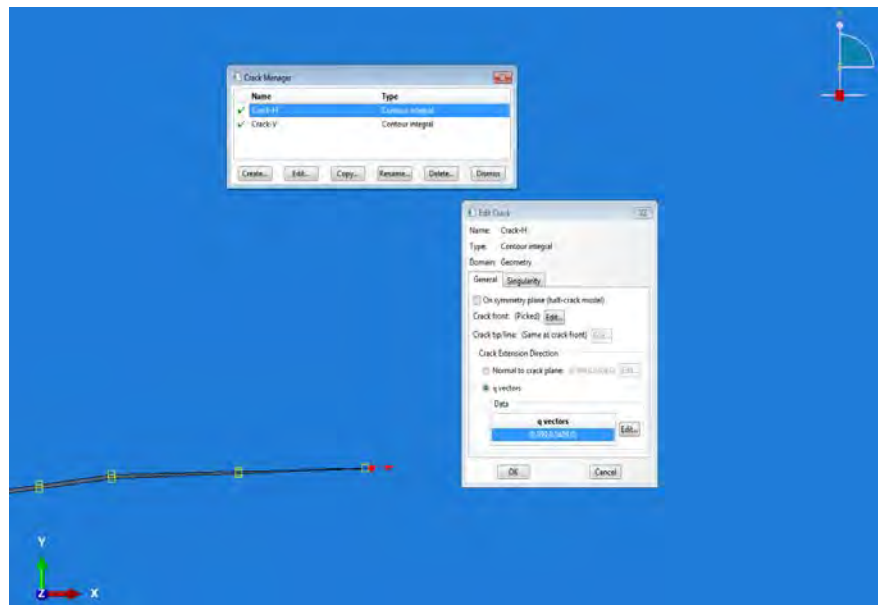 Crack Manager
Name Type
Crack-H Contour integral
Crack-V Contour integral
Create... Edit... Copy... Rename... Delete... Dismiss
Edit Crack
Name: Crack-H
Type: Contour integral
Domain: Geometry
General Singularity
On symmetry plane (half-crack model)
Crack front: (Picked) Edit...
Crack tip/line: (Same as crack front) Edit...
Crack Extension Direction
Normal to crack plane: Edit...
q vectors
Data
q vectors
Edit...
OK Cancel
Y
Z X